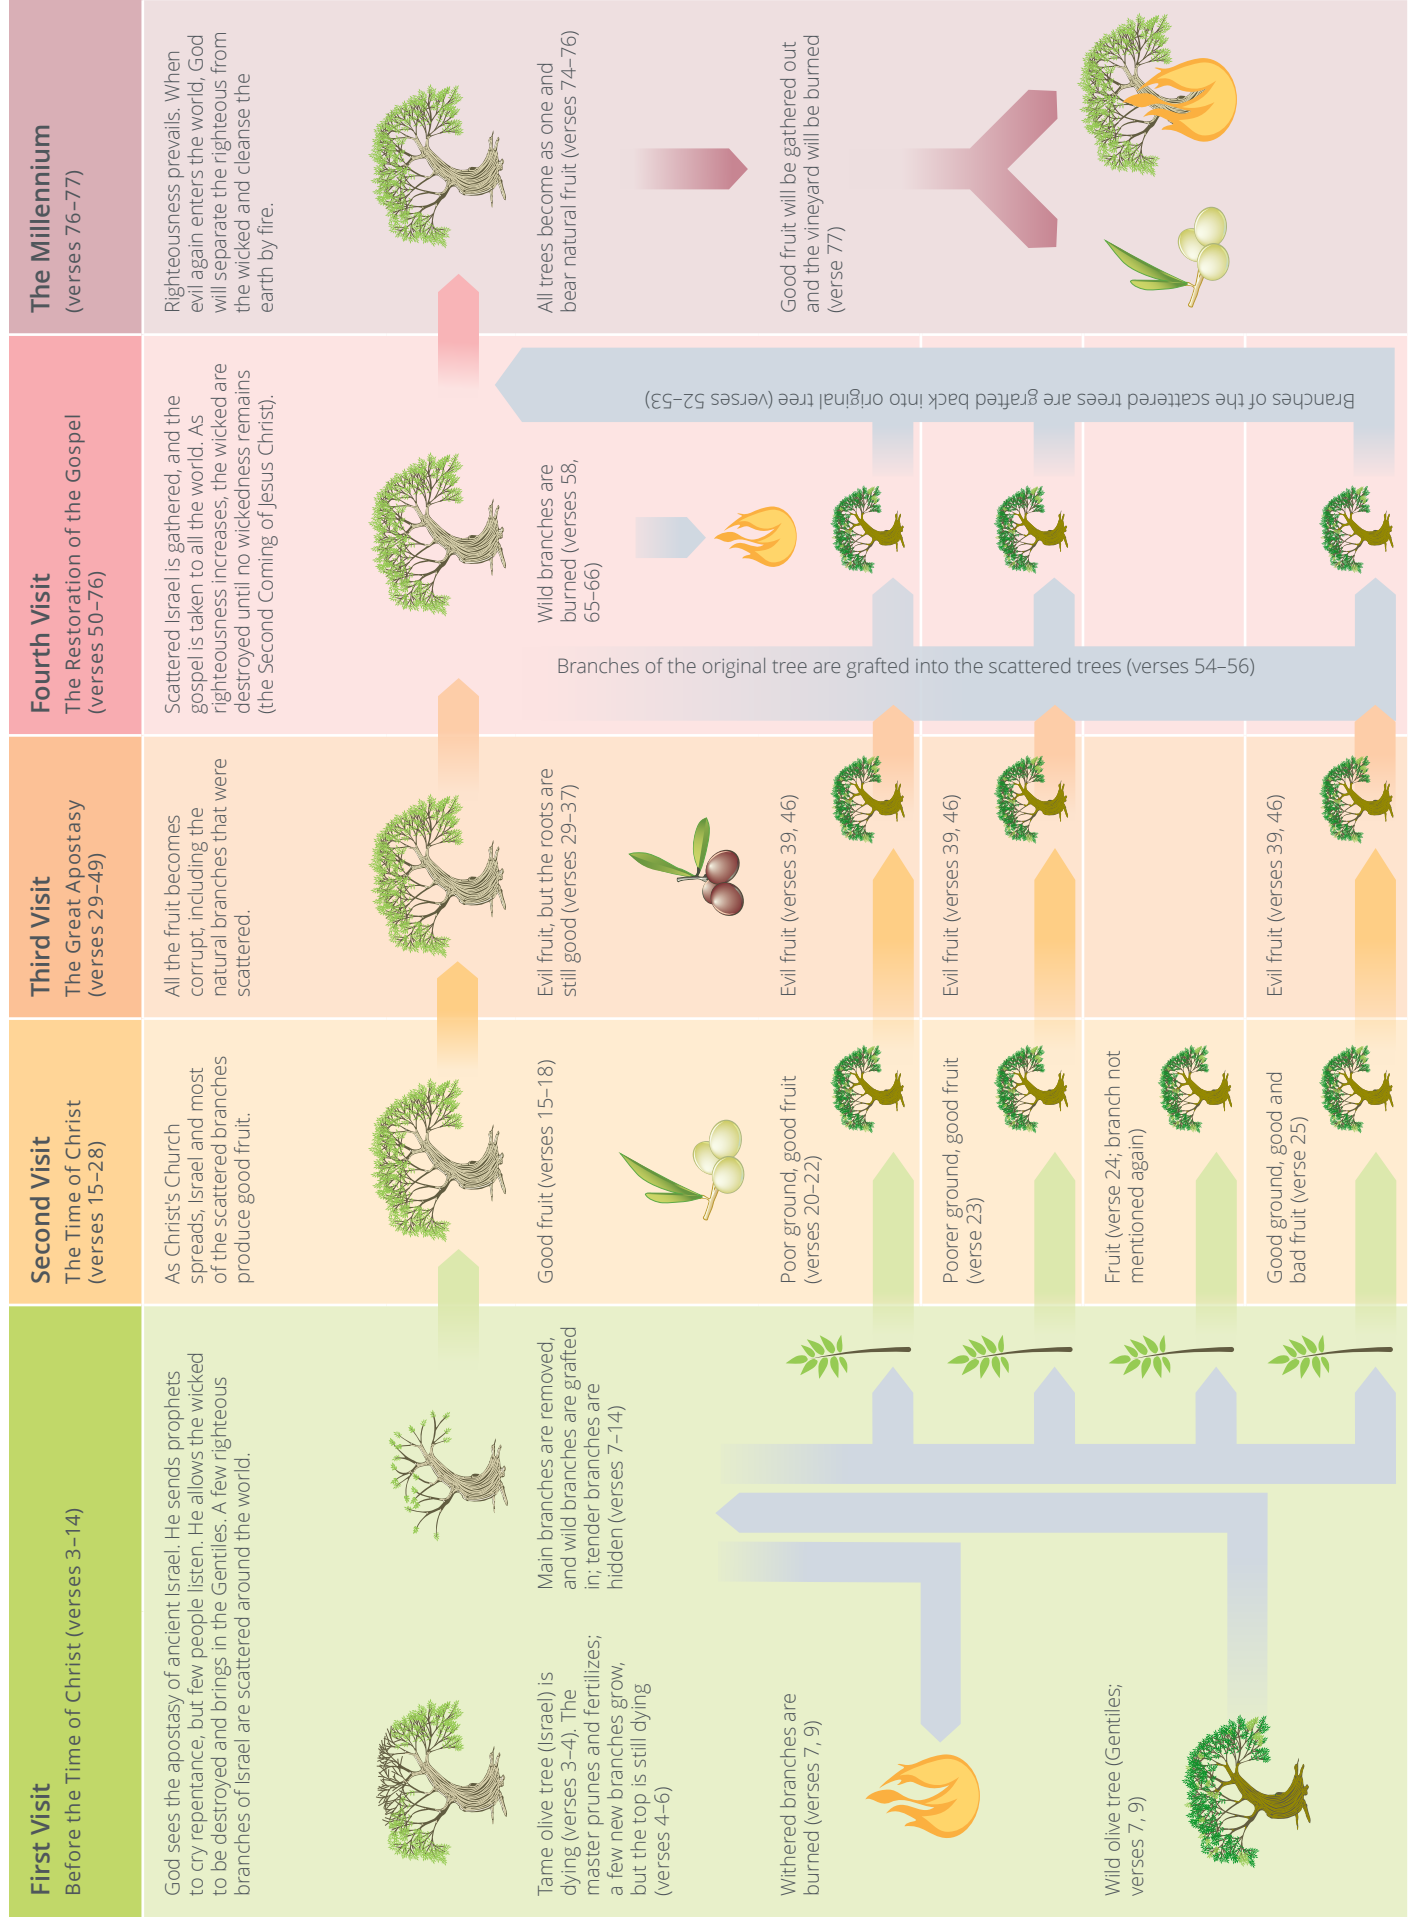 First Visit
Before the Time of Christ (verses 3–14)
God sees the apostasy of ancient Israel. He sends prophets
to cry repentance, but few people listen. He allows the wicked
to be destroyed and brings in the Gentiles. A few righteous
branches of Israel are scattered around the world.
Tame olive tree (Israel) is
dying (verses 3–4). The
master prunes and fertilizes;
a few new branches grow,
but the top is still dying
(verses 4–6)
Main branches are removed,
and wild branches are grafted
in; tender branches are
hidden (verses 7–14)
Withered branches are
burned (verses 7, 9)
Wild olive tree (Gentiles;
verses 7, 9)
Second Visit
The Time of Christ
(verses 15–28)
As Christ's Church
spreads, Israel and most
of the scattered branches
produce good fruit.
Good fruit (verses 15–18)
Poor ground, good fruit
(verses 20–22)
Poorer ground, good fruit
(verse 23)
Fruit (verse 24; branch not
mentioned again)
Good ground, good and
bad fruit (verse 25)
Third Visit
The Great Apostasy
(verses 29–49)
All the fruit becomes
corrupt, including the
natural branches that were
scattered.
Evil fruit, but the roots are
still good (verses 29–37)
Evil fruit (verses 39, 46)
Evil fruit (verses 39, 46)
Evil fruit (verses 39, 46)
Fourth Visit
The Restoration of the Gospel
(verses 50–76)
Scattered Israel is gathered, and the
gospel is taken to all the world. As
righteousness increases, the wicked are
destroyed until no wickedness remains
(the Second Coming of Jesus Christ).
Wild branches are
burned (verses 58,
65–66)
Branches of the original tree are grafted into the scattered trees (verses 54–56)
Branches of the scattered trees are grafted back into original tree (verses 52–53)
The Millennium
(verses 76–77)
Righteousness prevails. When
evil again enters the world, God
will separate the righteous from
the wicked and cleanse the
earth by fire.
All trees become as one and
bear natural fruit (verses 74–76)
Good fruit will be gathered out
and the vineyard will be burned
(verse 77)